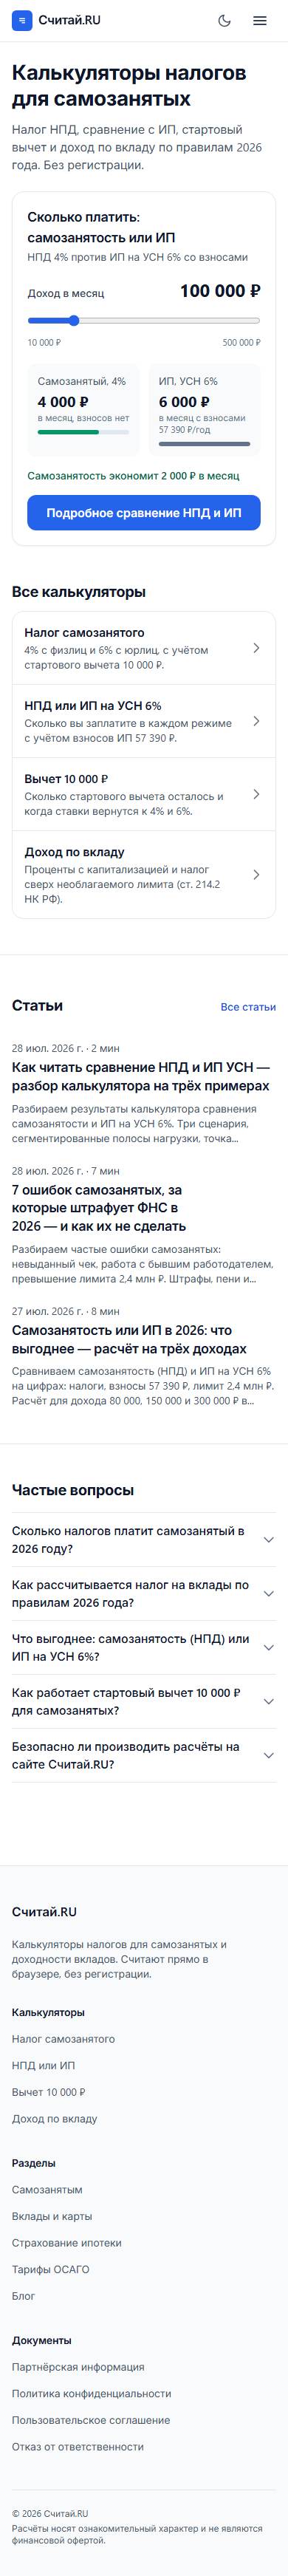 Считай.RU
Калькуляторы налогов
для самозанятых
Налог НПД, сравнение с ИП, стартовый
вычет и доход по вкладу по правилам 2026
года. Без регистрации.
Сколько платить:
самозанятость или ИП
НПД 4% против ИП на УСН 6% со взносами
Доход в месяц 100 000 ₽
10 000 ₽ 500 000 ₽
Самозанятый, 4%
4 000 ₽
в месяц, взносов нет
ИП, УСН 6%
6 000 ₽
в месяц с взносами
57 390 ₽/год
Самозанятость экономит 2 000 ₽ в месяц
Подробное сравнение НПД и ИП
Все калькуляторы
Налог самозанятого
4% с физлиц и 6% с юрлиц, с учётом
стартового вычета 10 000 ₽.
НПД или ИП на УСН 6%
Сколько вы заплатите в каждом режиме
с учётом взносов ИП 57 390 ₽.
Вычет 10 000 ₽
Сколько стартового вычета осталось и
когда ставки вернутся к 4% и 6%.
Доход по вкладу
Проценты с капитализацией и налог
сверх необлагаемого лимита (ст. 214.2
НК РФ).
Статьи Все статьи
28 июл. 2026 г. · 2 мин
Как читать сравнение НПД и ИП УСН —
разбор калькулятора на трёх примерах
Разбираем результаты калькулятора сравнения
самозанятости и ИП на УСН 6%. Три сценария,
сегментированные полосы нагрузки, точка...
28 июл. 2026 г. · 7 мин
7 ошибок самозанятых, за
которые штрафует ФНС в
2026 — и как их не сделать
Разбираем частые ошибки самозанятых:
невыданный чек, работа с бывшим работодателем,
превышение лимита 2,4 млн ₽. Штрафы, пени и...
27 июл. 2026 г. · 8 мин
Самозанятость или ИП в 2026: что
выгоднее — расчёт на трёх доходах
Сравниваем самозанятость (НПД) и ИП на УСН 6%
на цифрах: налоги, взносы 57 390 ₽, лимит 2,4 млн ₽.
Расчёт для дохода 80 000, 150 000 и 300 000 ₽ в...
Частые вопросы
Сколько налогов платит самозанятый в
2026 году?
Как рассчитывается налог на вклады по
правилам 2026 года?
Что выгоднее: самозанятость (НПД) или
ИП на УСН 6%?
Как работает стартовый вычет 10 000 ₽
для самозанятых?
Безопасно ли производить расчёты на
сайте Считай.RU?
Считай.RU
Калькуляторы налогов для самозанятых и
доходности вкладов. Считают прямо в
браузере, без регистрации.
Калькуляторы
Налог самозанятого
НПД или ИП
Вычет 10 000 ₽
Доход по вкладу
Разделы
Самозанятым
Вклады и карты
Страхование ипотеки
Тарифы ОСАГО
Блог
Документы
Партнёрская информация
Политика конфиденциальности
Пользовательское соглашение
Отказ от ответственности
© 2026 Считай.RU
Расчёты носят ознакомительный характер и не являются
финансовой офертой.